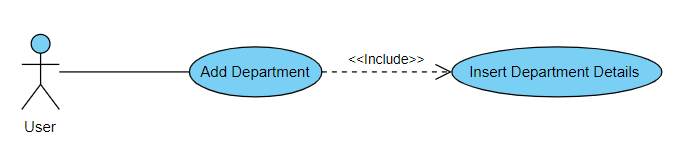 <<Include>>
Add Department
Insert Department Details
User